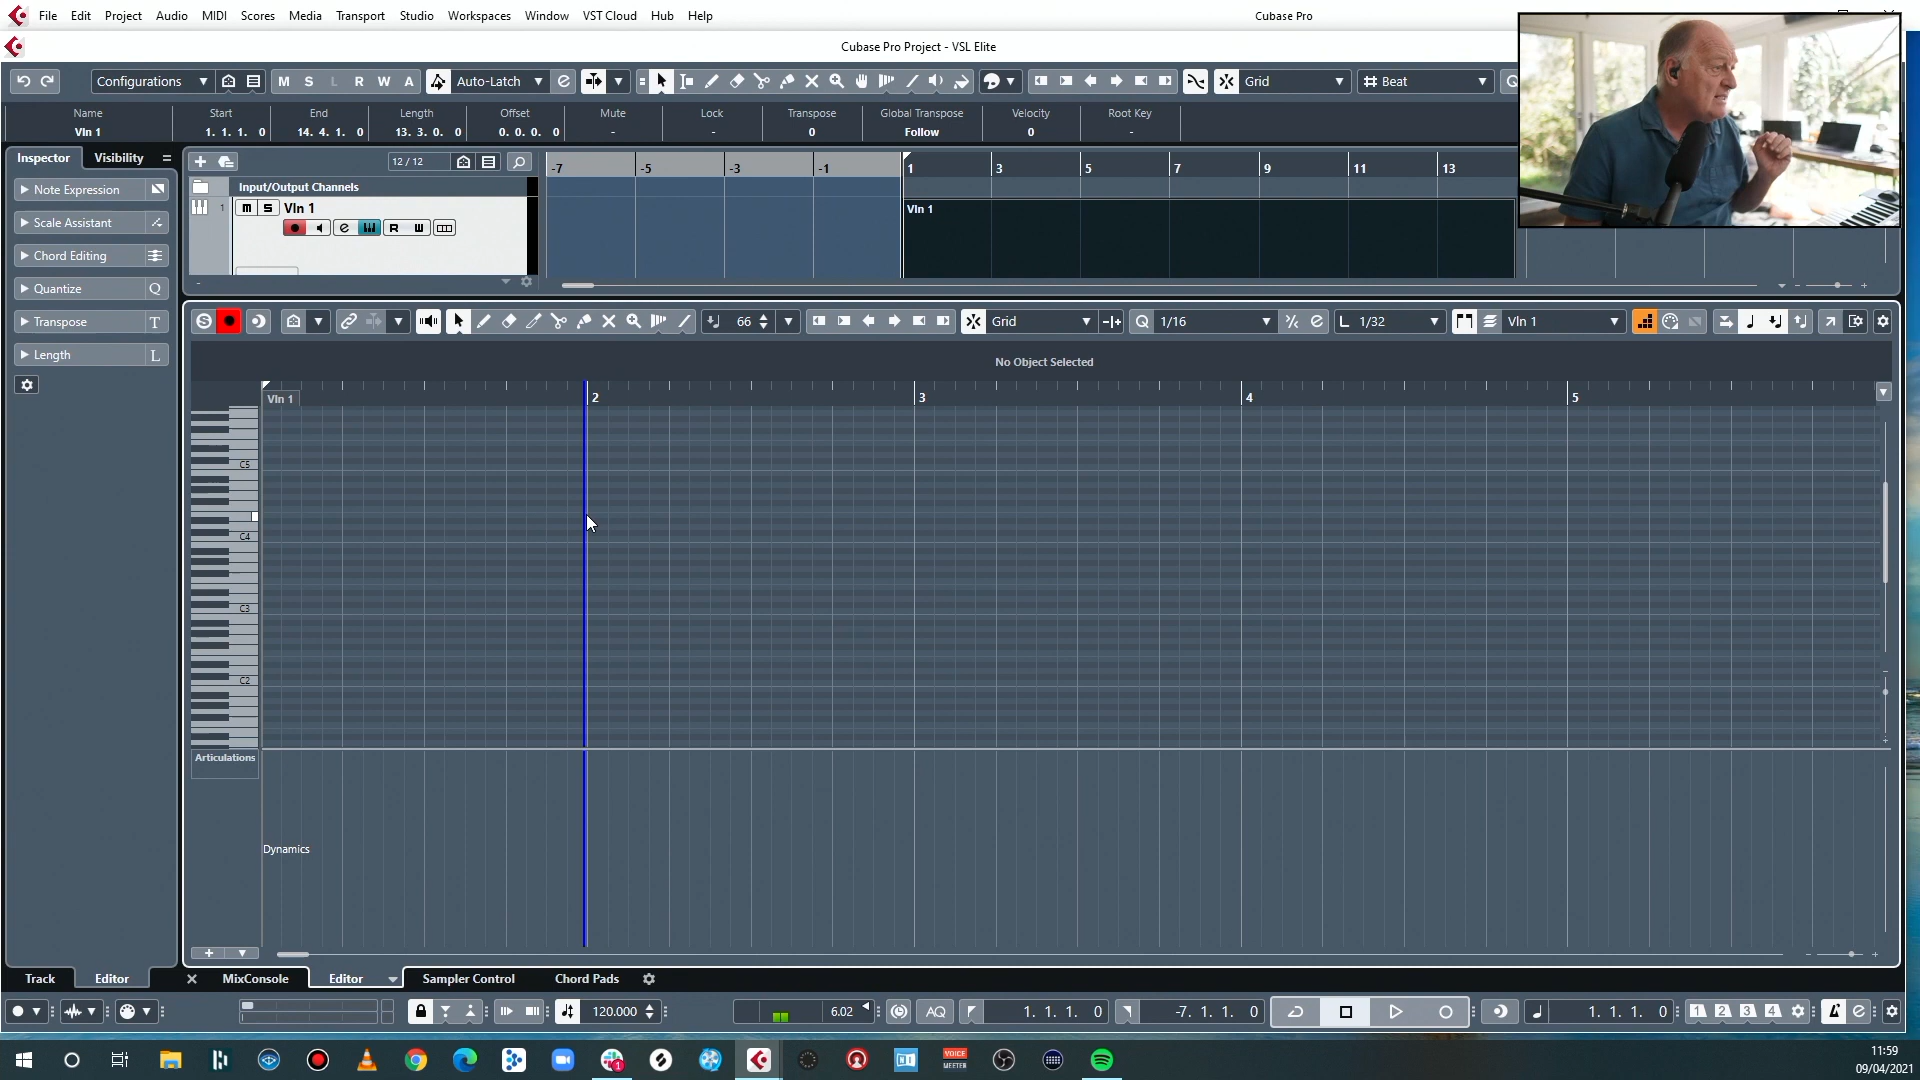 File Edit Project Audio MIDI Scores Media Transport Studio Workspaces Window VST Cloud Hub Help Cubase Pro
Cubase Pro Project - VSL Elite
Configurations M S L R W A Auto-Latch Grid Beat
Name Start End Length Offset Mute Lock Transpose Global Transpose Velocity Root Key
Vln 1 1. 1. 1. 0 14. 4. 1. 0 13. 3. 0. 0 0. 0. 0. 0 - - 0 Follow 0 -
Inspector Visibility
12 / 12
-7 -5 -3 -1 1 3 5 7 9 11 13
Note Expression
Input/Output Channels
1 m S Vln 1
Vln 1
R W
Scale Assistant
Chord Editing
Quantize Q
Transpose T
Length L
S 66 Grid Q 1/16 L 1/32 Vln 1
No Object Selected
Vln 1 2 3 4 5
C5
C4
C3
C2
Articulations
Dynamics
Track Editor MixConsole Editor Sampler Control Chord Pads
120.000 6.02 AQ 1. 1. 1. 0 -7. 1. 1. 0 1. 1. 1. 0 1 2 3 4
1
VOICE
MEETER
11:59
09/04/2021